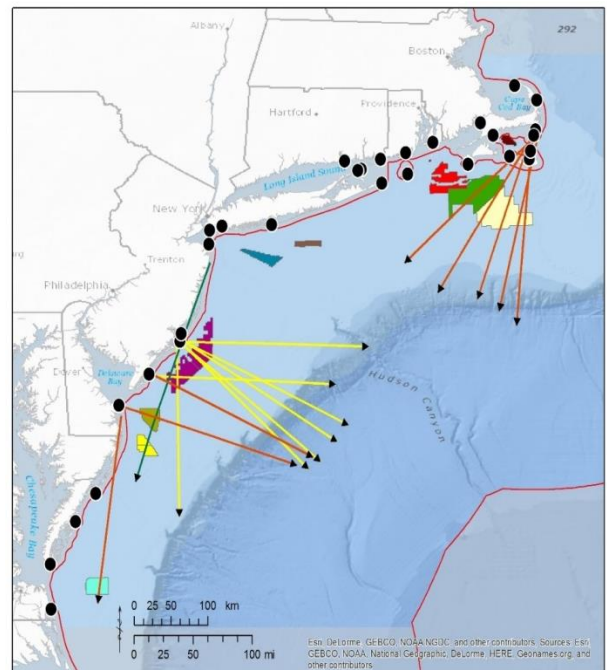 Albany
292
Boston
Cape
Cod Bay
Hartford
Providence
Long Island Sound
New York
Trenton
Philadelphia
Dover
Delaware
Bay
Hudson Canyon
Chesapeake Bay
0 25 50 100 km
0 25 50 100 mi
Esri, DeLorme, GEBCO, NOAA NGDC, and other contributors, Sources: Esri,
GEBCO, NOAA, National Geographic, DeLorme, HERE, Geonames.org, and
other contributors